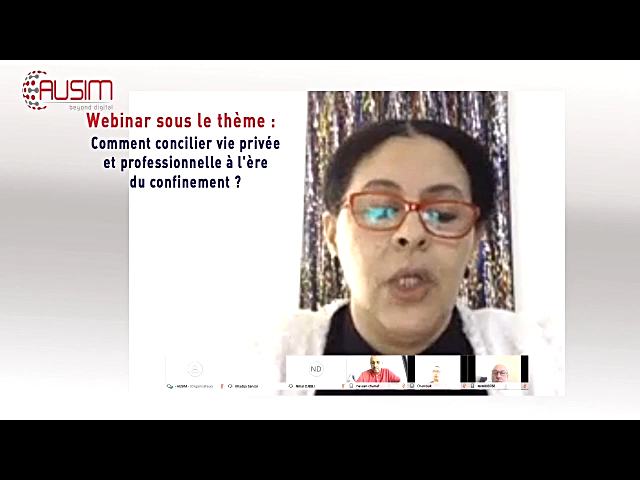 AUSIM
beyond digital
Webinar sous le thème :
Comment concilier vie privée
et professionnelle à l'ère
du confinement ?
ND